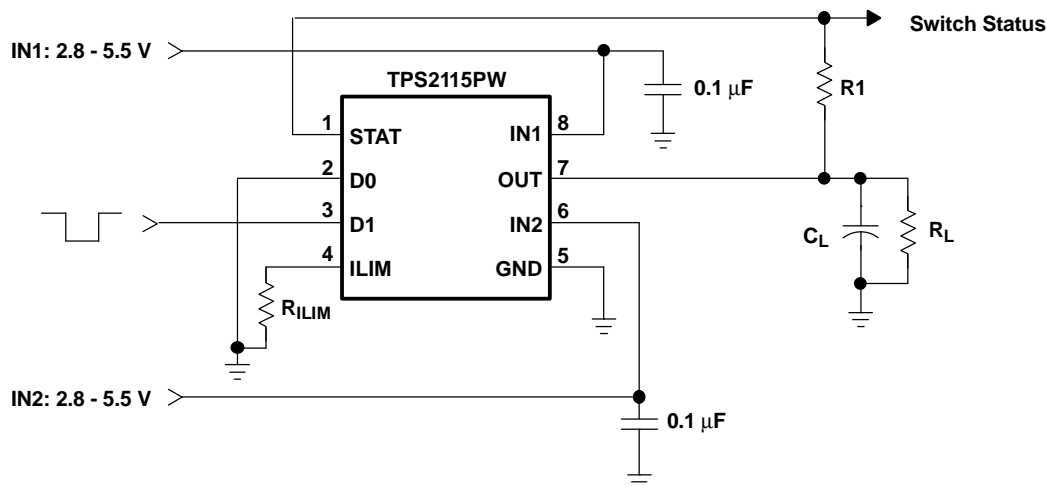 Switch Status
IN1: 2.8 - 5.5 V
TPS2115PW
0.1 μF
R1
1
STAT
IN1
8
2
D0
OUT
7
3
D1
IN2
6
4
ILIM
GND
5
CL
RL
RILIM
IN2: 2.8 - 5.5 V
0.1 μF